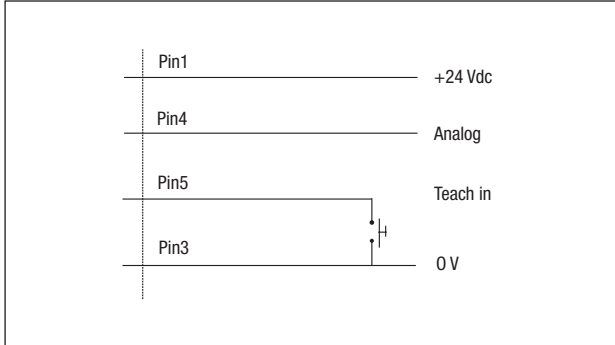 Pin1
+24 Vdc
Pin4
Analog
Pin5
Teach in
Pin3
0 V